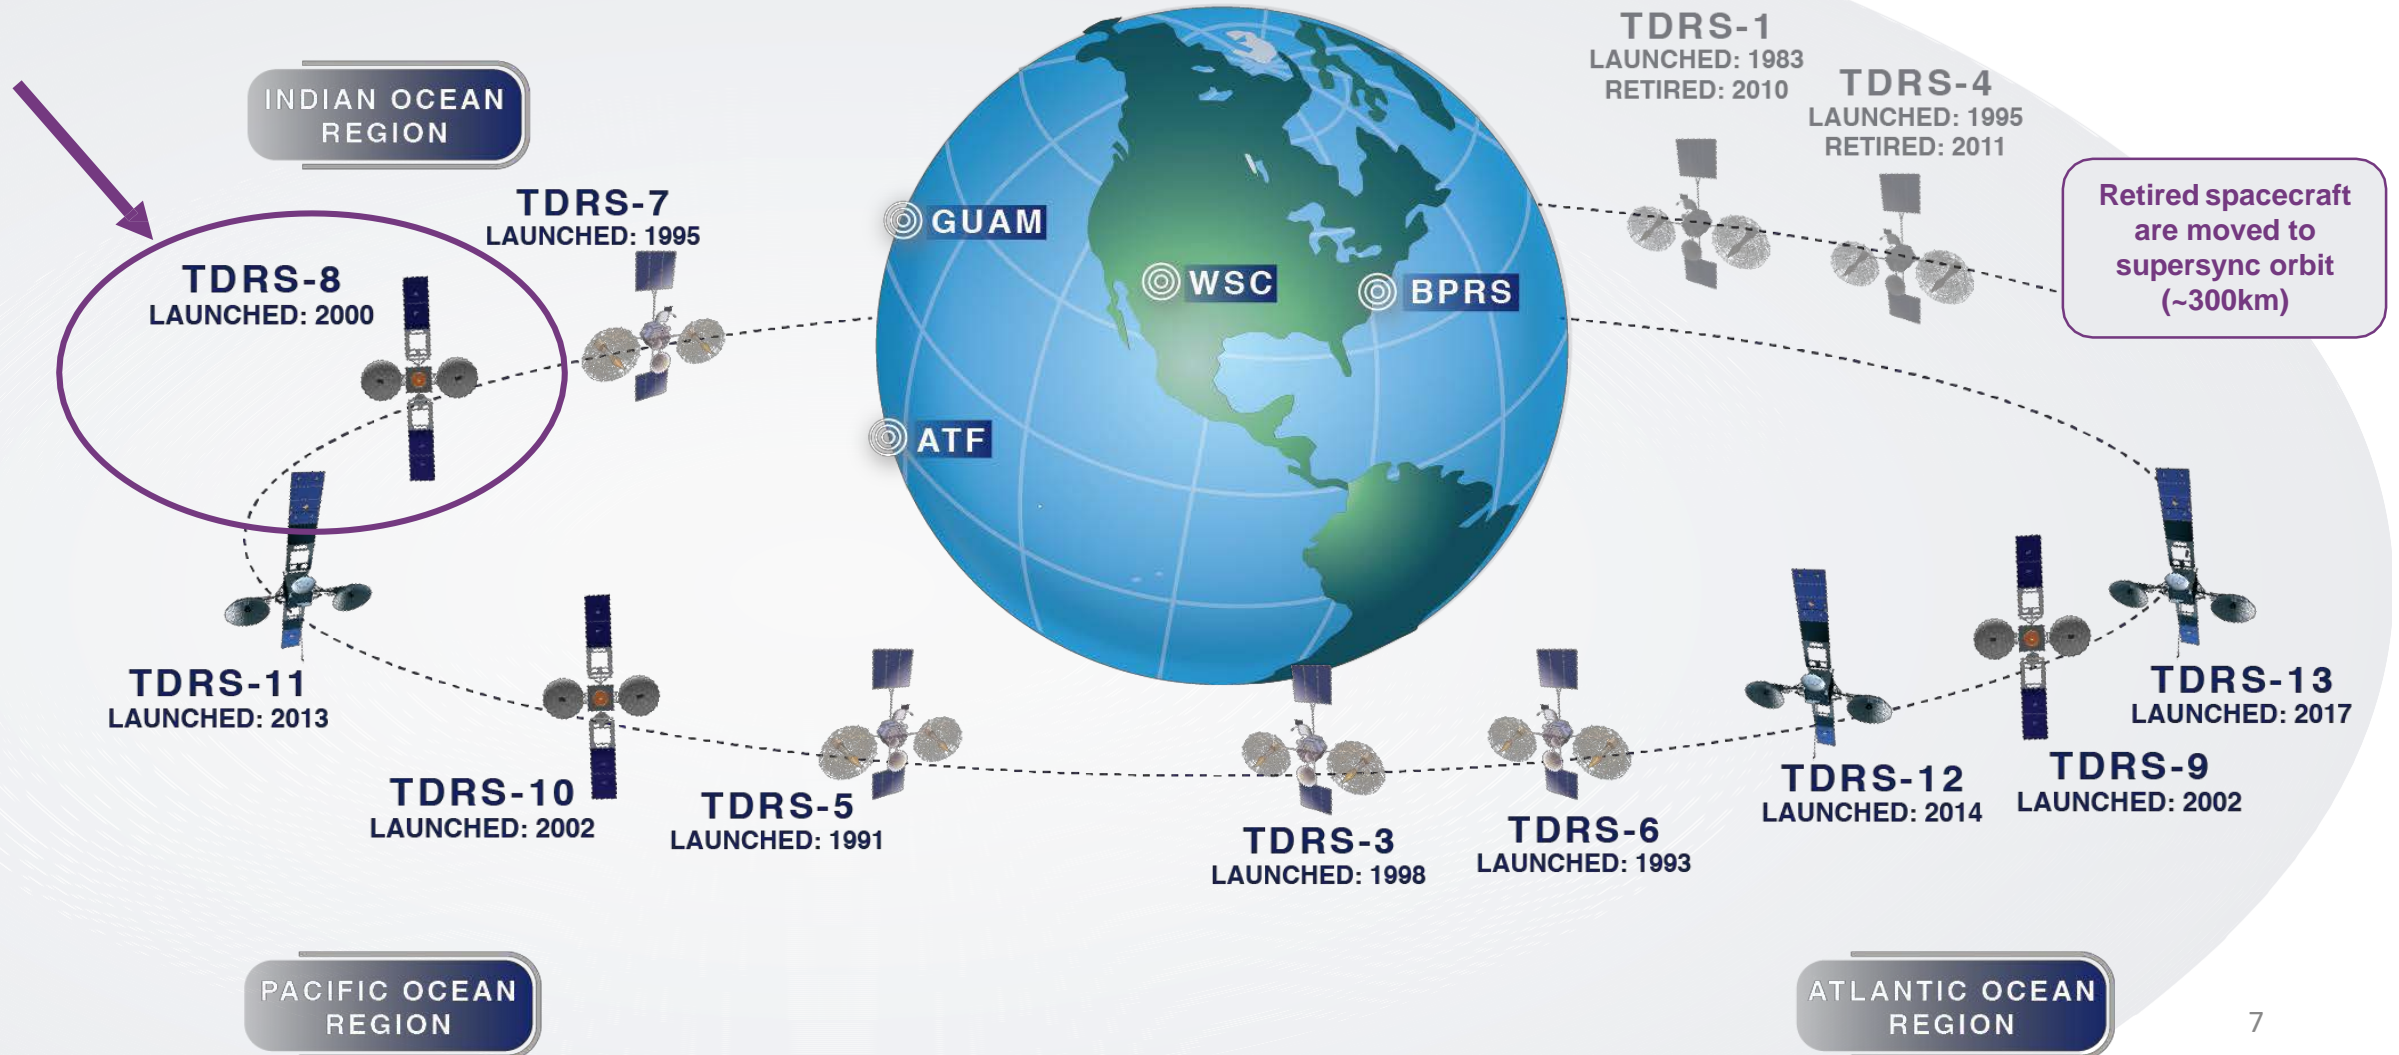 TDRS-1
LAUNCHED: 1983
RETIRED: 2010
TDRS-4
LAUNCHED: 1995
RETIRED: 2011
INDIAN OCEAN
REGION
Retired spacecraft
are moved to
supersync orbit
(~300km)
TDRS-7
LAUNCHED: 1995
TDRS-8
LAUNCHED: 2000
GUAM
WSC
BPRS
ATF
TDRS-11
LAUNCHED: 2013
TDRS-10
LAUNCHED: 2002
TDRS-5
LAUNCHED: 1991
TDRS-3
LAUNCHED: 1998
TDRS-6
LAUNCHED: 1993
TDRS-12
LAUNCHED: 2014
TDRS-9
LAUNCHED: 2002
TDRS-13
LAUNCHED: 2017
PACIFIC OCEAN
REGION
ATLANTIC OCEAN
REGION
7